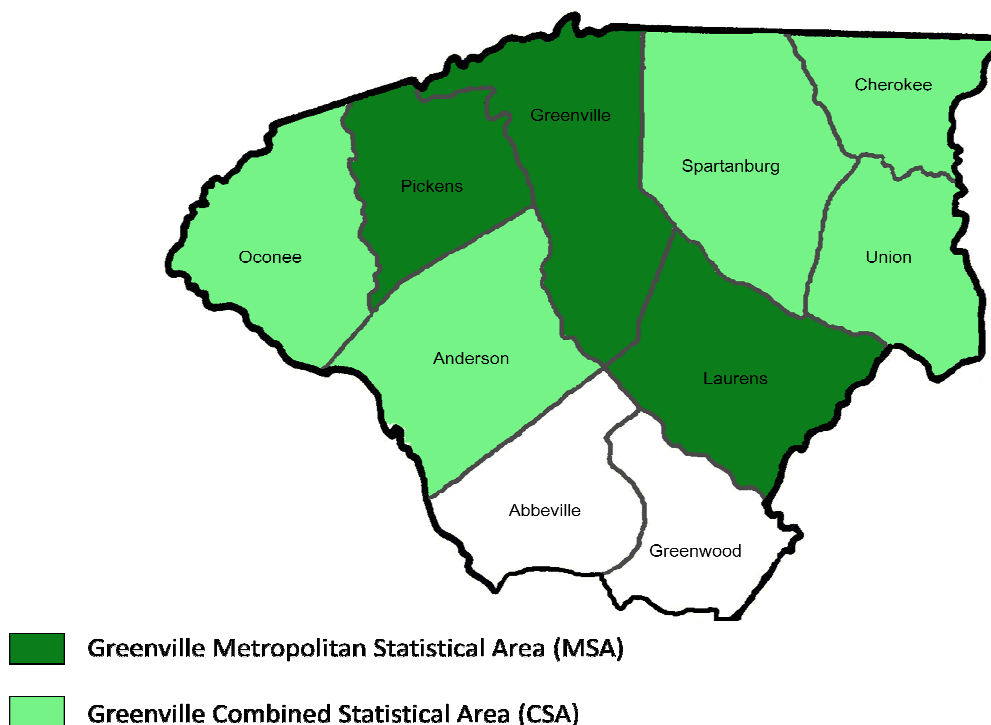 Cherokee
Greenville
Spartanburg
Pickens
Oconee
Union
Anderson
Laurens
Abbeville
Greenwood
Greenville Metropolitan Statistical Area (MSA)
Greenville Combined Statistical Area (CSA)